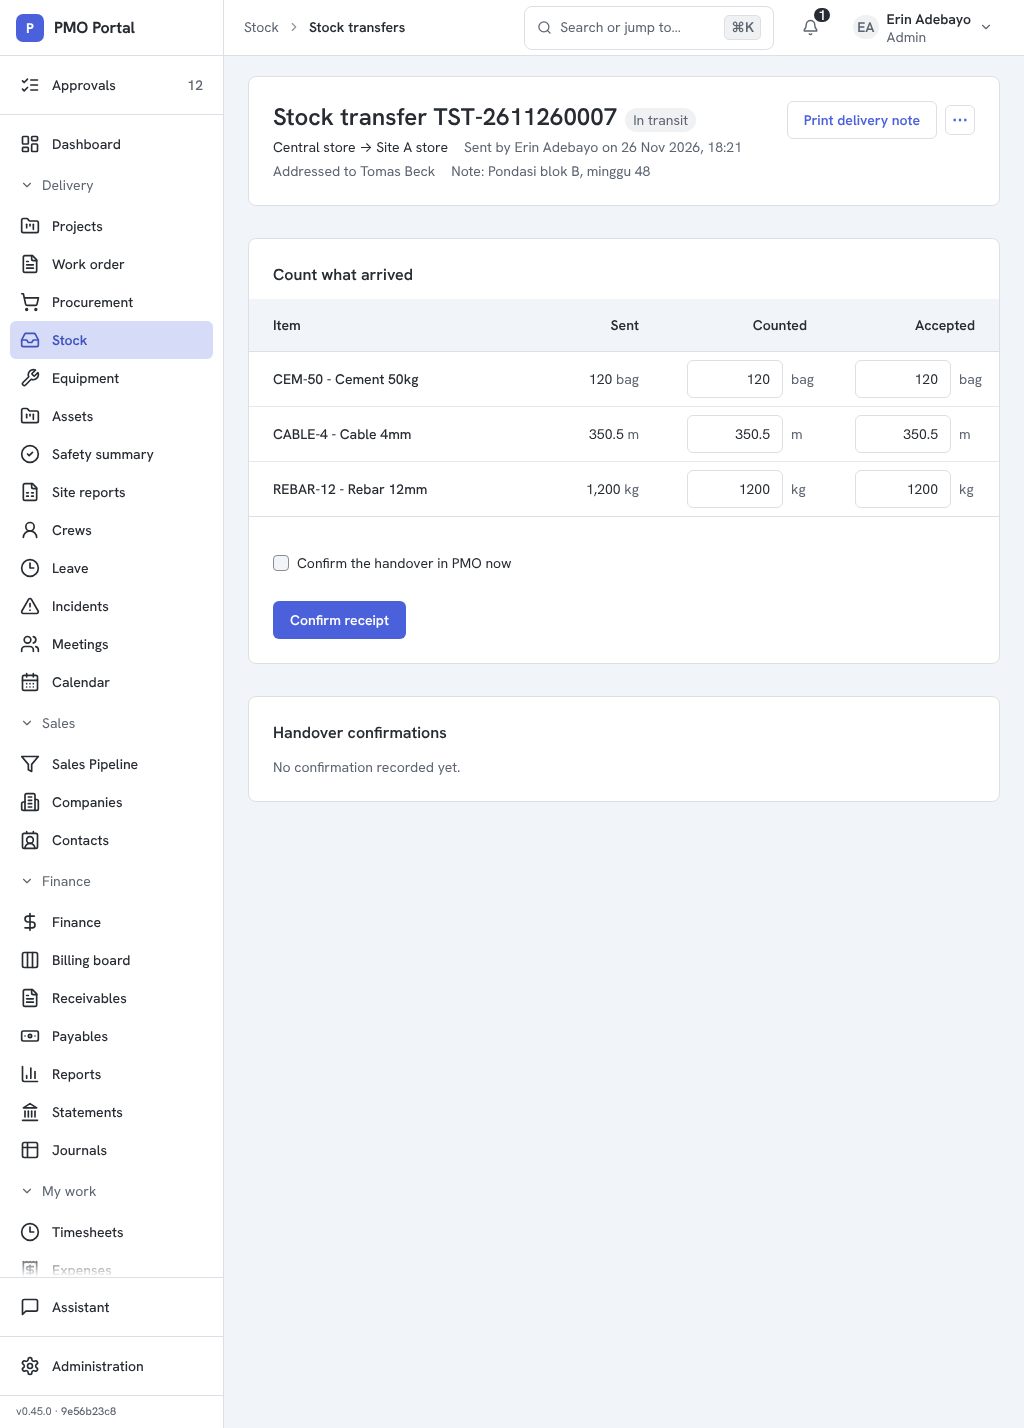 P PMO Portal
Stock > Stock transfers
Search or jump to... ⌘K
1
EA
Erin Adebayo
Admin
Approvals 12
Dashboard
Delivery
Projects
Work order
Procurement
Stock
Equipment
Assets
Safety summary
Site reports
Crews
Leave
Incidents
Meetings
Calendar
Sales
Sales Pipeline
Companies
Contacts
Finance
Finance
Billing board
Receivables
Payables
Reports
Statements
Journals
My work
Timesheets
Expenses
Assistant
Administration
v0.45.0 · 9e56b23c8
Stock transfer TST-2611260007 In transit
Print delivery note ...
Central store → Site A store Sent by Erin Adebayo on 26 Nov 2026, 18:21
Addressed to Tomas Beck Note: Pondasi blok B, minggu 48
Count what arrived
Item Sent Counted Accepted
CEM-50 - Cement 50kg 120 bag 120 bag 120 bag
CABLE-4 - Cable 4mm 350.5 m 350.5 m 350.5 m
REBAR-12 - Rebar 12mm 1,200 kg 1200 kg 1200 kg
Confirm the handover in PMO now
Confirm receipt
Handover confirmations
No confirmation recorded yet.